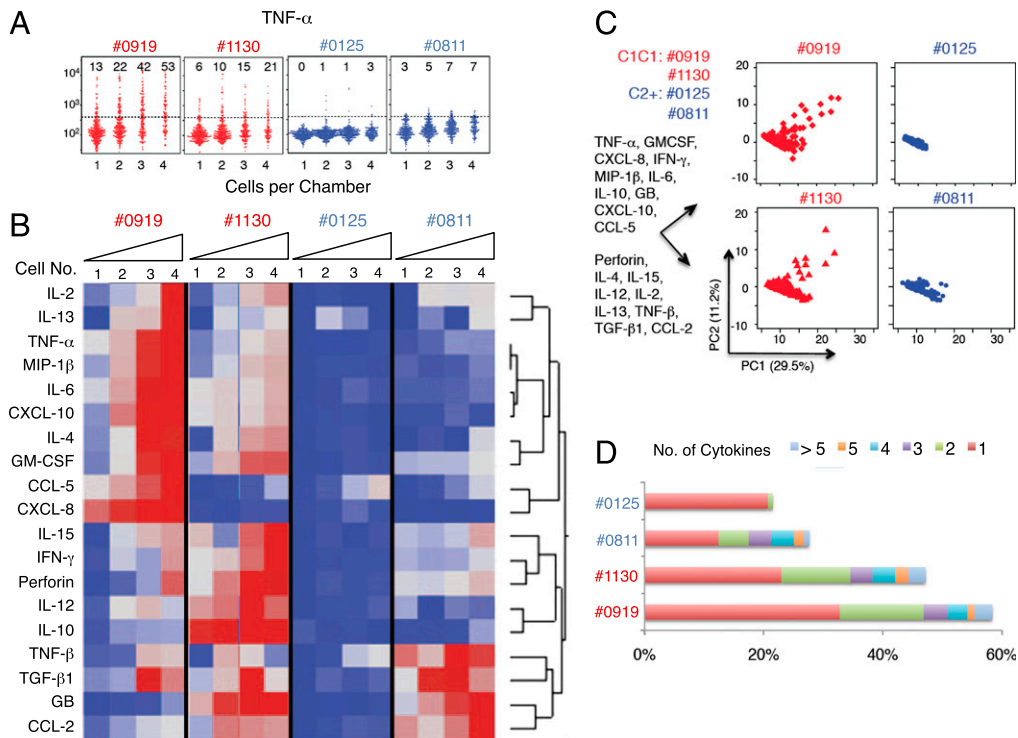 A
TNF-α
#0919 #1130 #0125 #0811
10⁴
10³
10²
13 22 42 53 6 10 15 21 0 1 1 3 3 5 7 7
1 2 3 4 1 2 3 4 1 2 3 4 1 2 3 4
Cells per Chamber
B
#0919 #1130 #0125 #0811
Cell No. 1 2 3 4 1 2 3 4 1 2 3 4 1 2 3 4
IL-2
IL-13
TNF-α
MIP-1β
IL-6
CXCL-10
IL-4
GM-CSF
CCL-5
CXCL-8
IL-15
IFN-γ
Perforin
IL-12
IL-10
TNF-β
TGF-β1
GB
CCL-2
C
C1C1: #0919
#1130
C2+: #0125
#0811
TNF-α, GMCSF,
CXCL-8, IFN-γ,
MIP-1β, IL-6,
IL-10, GB,
CXCL-10,
CCL-5
Perforin,
IL-4, IL-15,
IL-12, IL-2,
IL-13, TNF-β,
TGF-β1, CCL-2
#0919 #0125
20
10
0
-10
#1130 #0811
20
10
0
-10
10 20 30 10 20 30
PC2 (11.2%)
PC1 (29.5%)
D
No. of Cytokines > 5 5 4 3 2 1
#0125
#0811
#1130
#0919
0% 20% 40% 60%